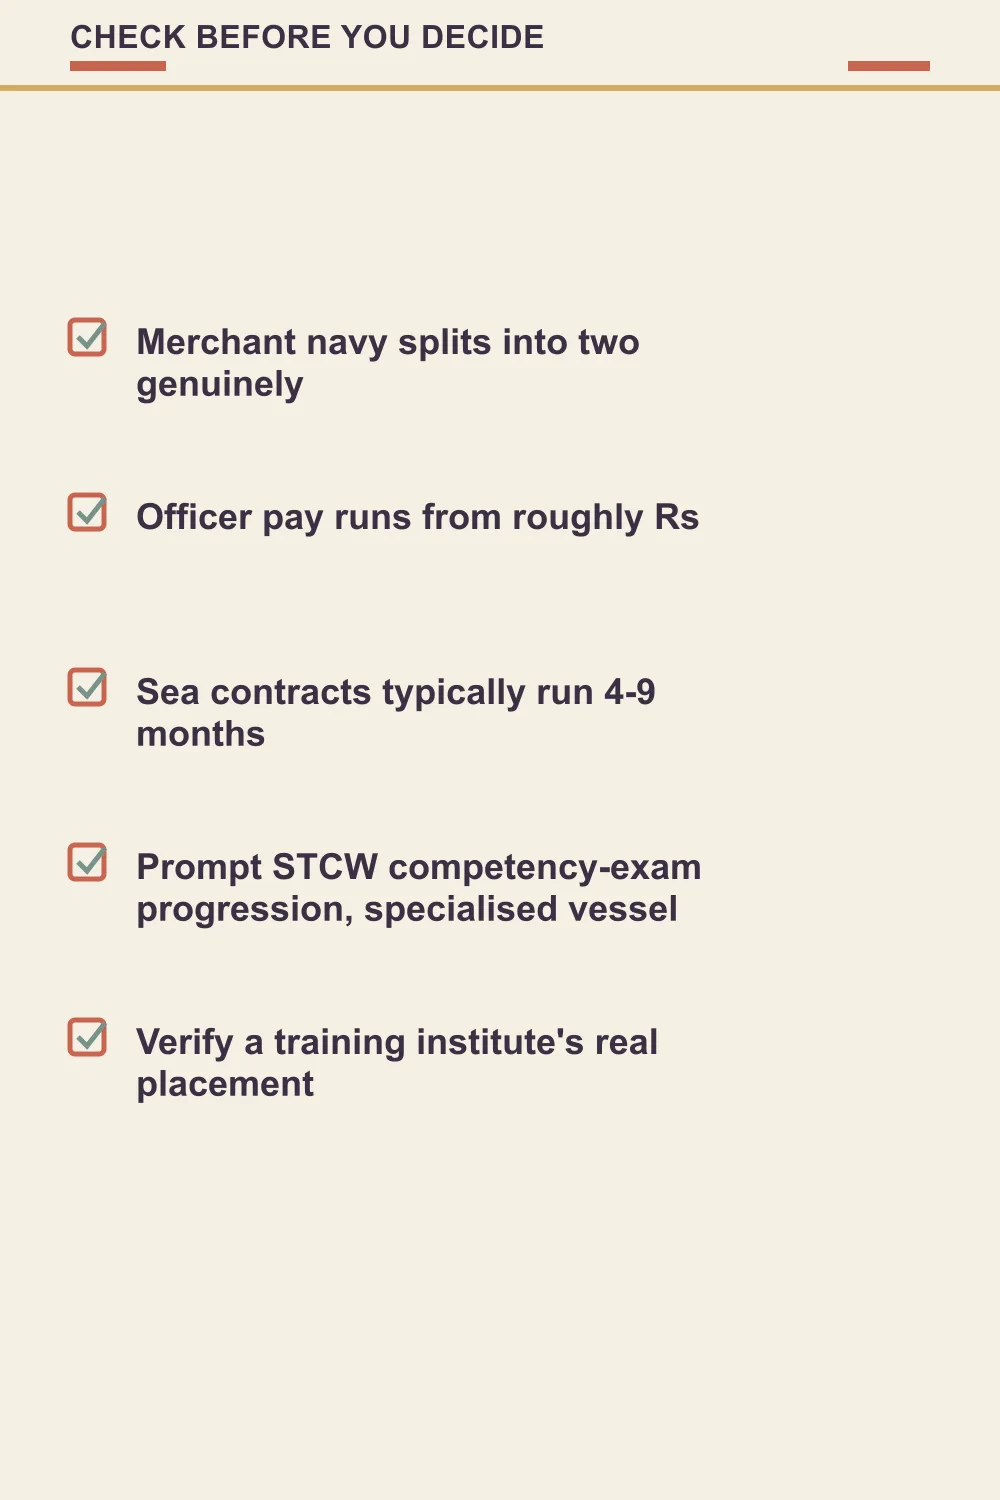 CHECK BEFORE YOU DECIDE
Merchant navy splits into two
genuinely
Officer pay runs from roughly Rs
Sea contracts typically run 4-9
months
Prompt STCW competency-exam
progression, specialised vessel
Verify a training institute's real
placement